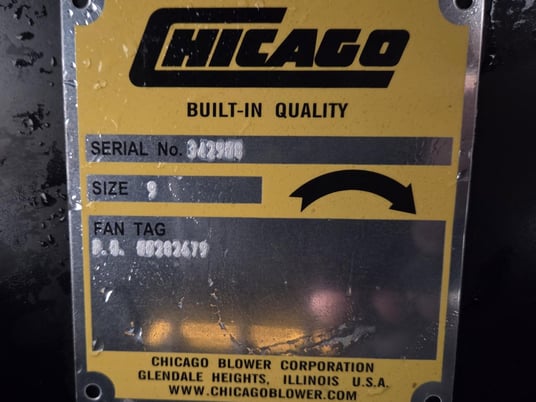 CHICAGO
BUILT-IN QUALITY
SERIAL No. 342980
SIZE 9
FAN TAG
P.O.
CHICAGO BLOWER CORPORATION
GLENDALE HEIGHTS, ILLINOIS U.S.A.
WWW.CHICAGOBLOWER.COM